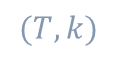 (T, k)